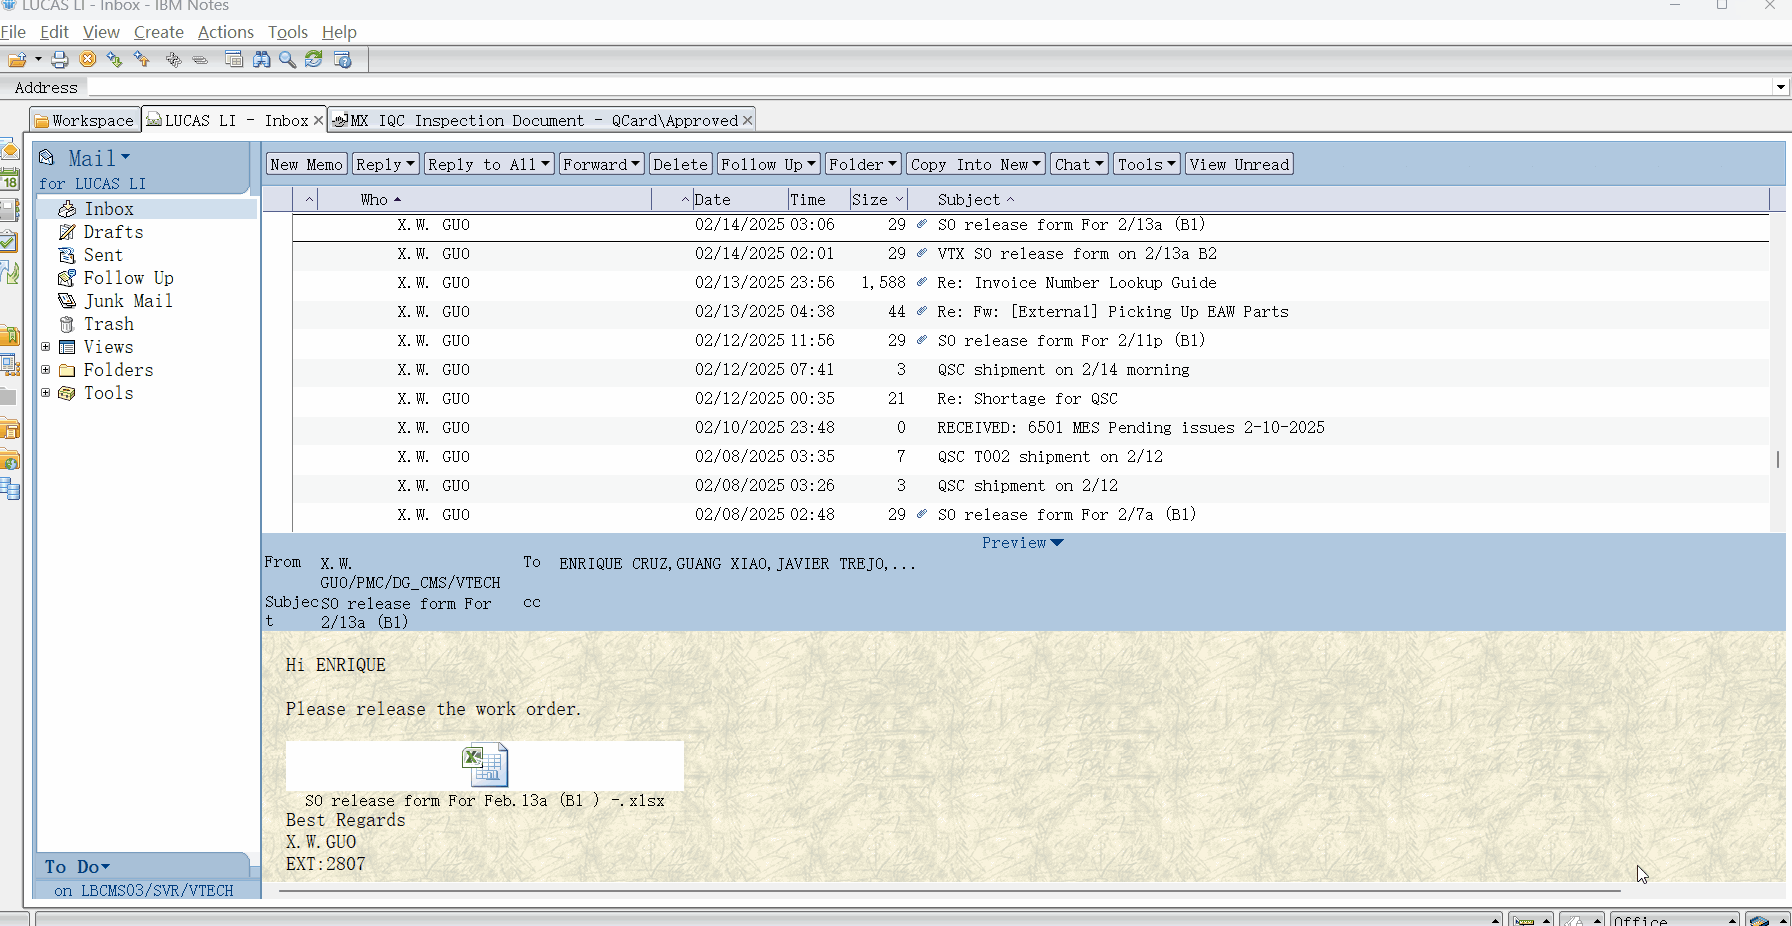 LUCAS LI - Inbox - IBM Notes
File Edit View Create Actions Tools Help
Address
Workspace LUCAS LI - Inbox MX IQC Inspection Document - QCard\Approved
18
Mail
for LUCAS LI
Inbox
Drafts
Sent
Follow Up
Junk Mail
Trash
Views
Folders
Tools
To Do
on LBCMS03/SVR/VTECH
New Memo Reply Reply to All Forward Delete Follow Up Folder Copy Into New Chat Tools View Unread
Who Date Time Size Subject
X.W. GUO 02/14/2025 03:06 29 SO release form For 2/13a (B1)
X.W. GUO 02/14/2025 02:01 29 VTX SO release form on 2/13a B2
X.W. GUO 02/13/2025 23:56 1,588 Re: Invoice Number Lookup Guide
X.W. GUO 02/13/2025 04:38 44 Re: Fw: [External] Picking Up EAW Parts
X.W. GUO 02/12/2025 11:56 29 SO release form For 2/11p (B1)
X.W. GUO 02/12/2025 07:41 3 QSC shipment on 2/14 morning
X.W. GUO 02/12/2025 00:35 21 Re: Shortage for QSC
X.W. GUO 02/10/2025 23:48 0 RECEIVED: 6501 MES Pending issues 2-10-2025
X.W. GUO 02/08/2025 03:35 7 QSC T002 shipment on 2/12
X.W. GUO 02/08/2025 03:26 3 QSC shipment on 2/12
X.W. GUO 02/08/2025 02:48 29 SO release form For 2/7a (B1)
Preview
From X.W. To ENRIQUE CRUZ,GUANG XIAO,JAVIER TREJO,...
GUO/PMC/DG_CMS/VTECH
Subjec SO release form For cc
t 2/13a (B1)
Hi ENRIQUE
Please release the work order.
SO release form For Feb.13a (B1 ) -.xlsx
Best Regards
X.W.GUO
EXT:2807
Office